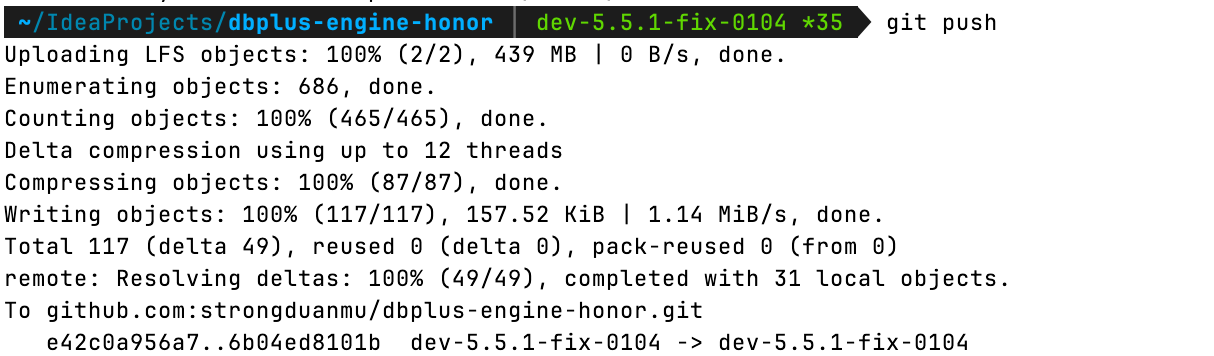 ~/IdeaProjects/dbplus-engine-honor | dev-5.5.1-fix-0104 *35 git push
Uploading LFS objects: 100% (2/2), 439 MB | 0 B/s, done.
Enumerating objects: 686, done.
Counting objects: 100% (465/465), done.
Delta compression using up to 12 threads
Compressing objects: 100% (87/87), done.
Writing objects: 100% (117/117), 157.52 KiB | 1.14 MiB/s, done.
Total 117 (delta 49), reused 0 (delta 0), pack-reused 0 (from 0)
remote: Resolving deltas: 100% (49/49), completed with 31 local objects.
To github.com:strongduanmu/dbplus-engine-honor.git
   e42c0a956a7..6b04ed8101b  dev-5.5.1-fix-0104 -> dev-5.5.1-fix-0104